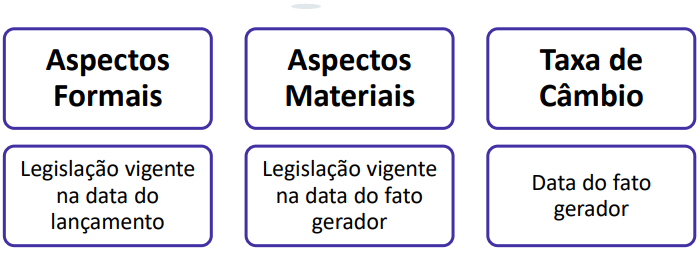 Aspectos
Formais
Legislação vigente
na data do
lançamento
Aspectos
Materiais
Legislação vigente
na data do fato
gerador
Taxa de
Câmbio
Data do fato
gerador